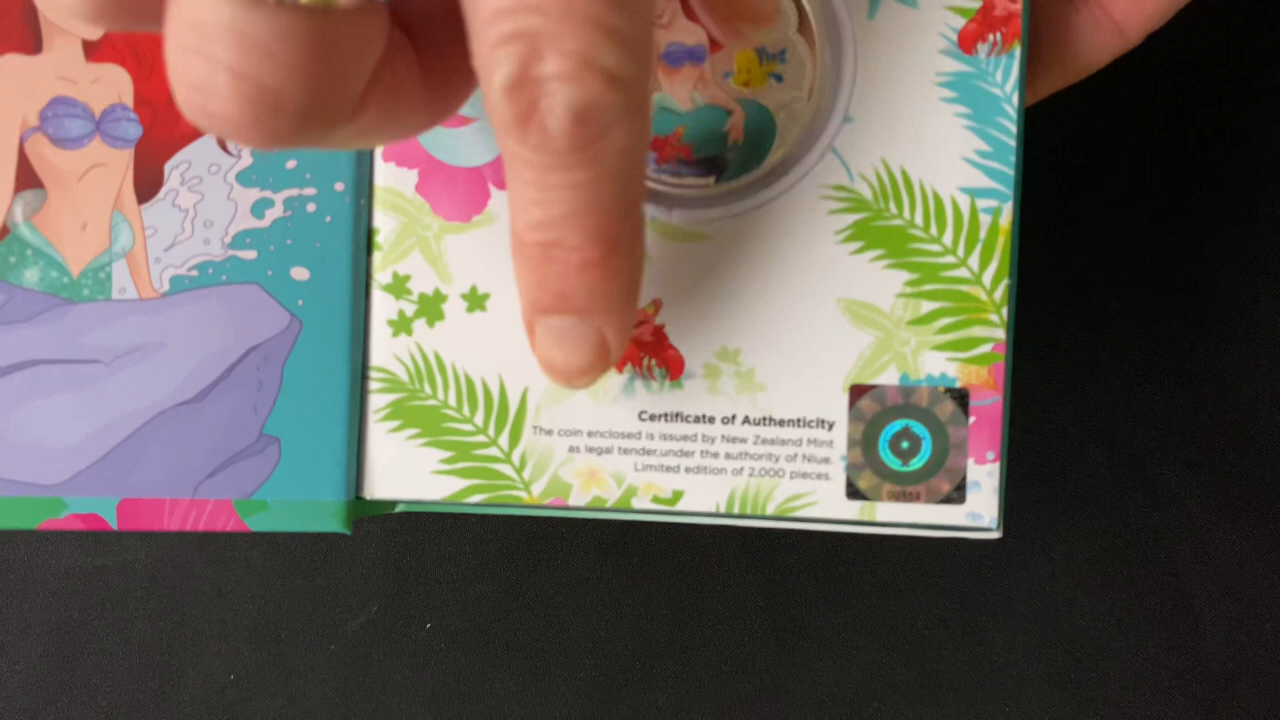 Certificate of Authenticity
The coin enclosed is issued by New Zealand Mint
as legal tender,under the authority of Niue.
Limited edition of 2,000 pieces.